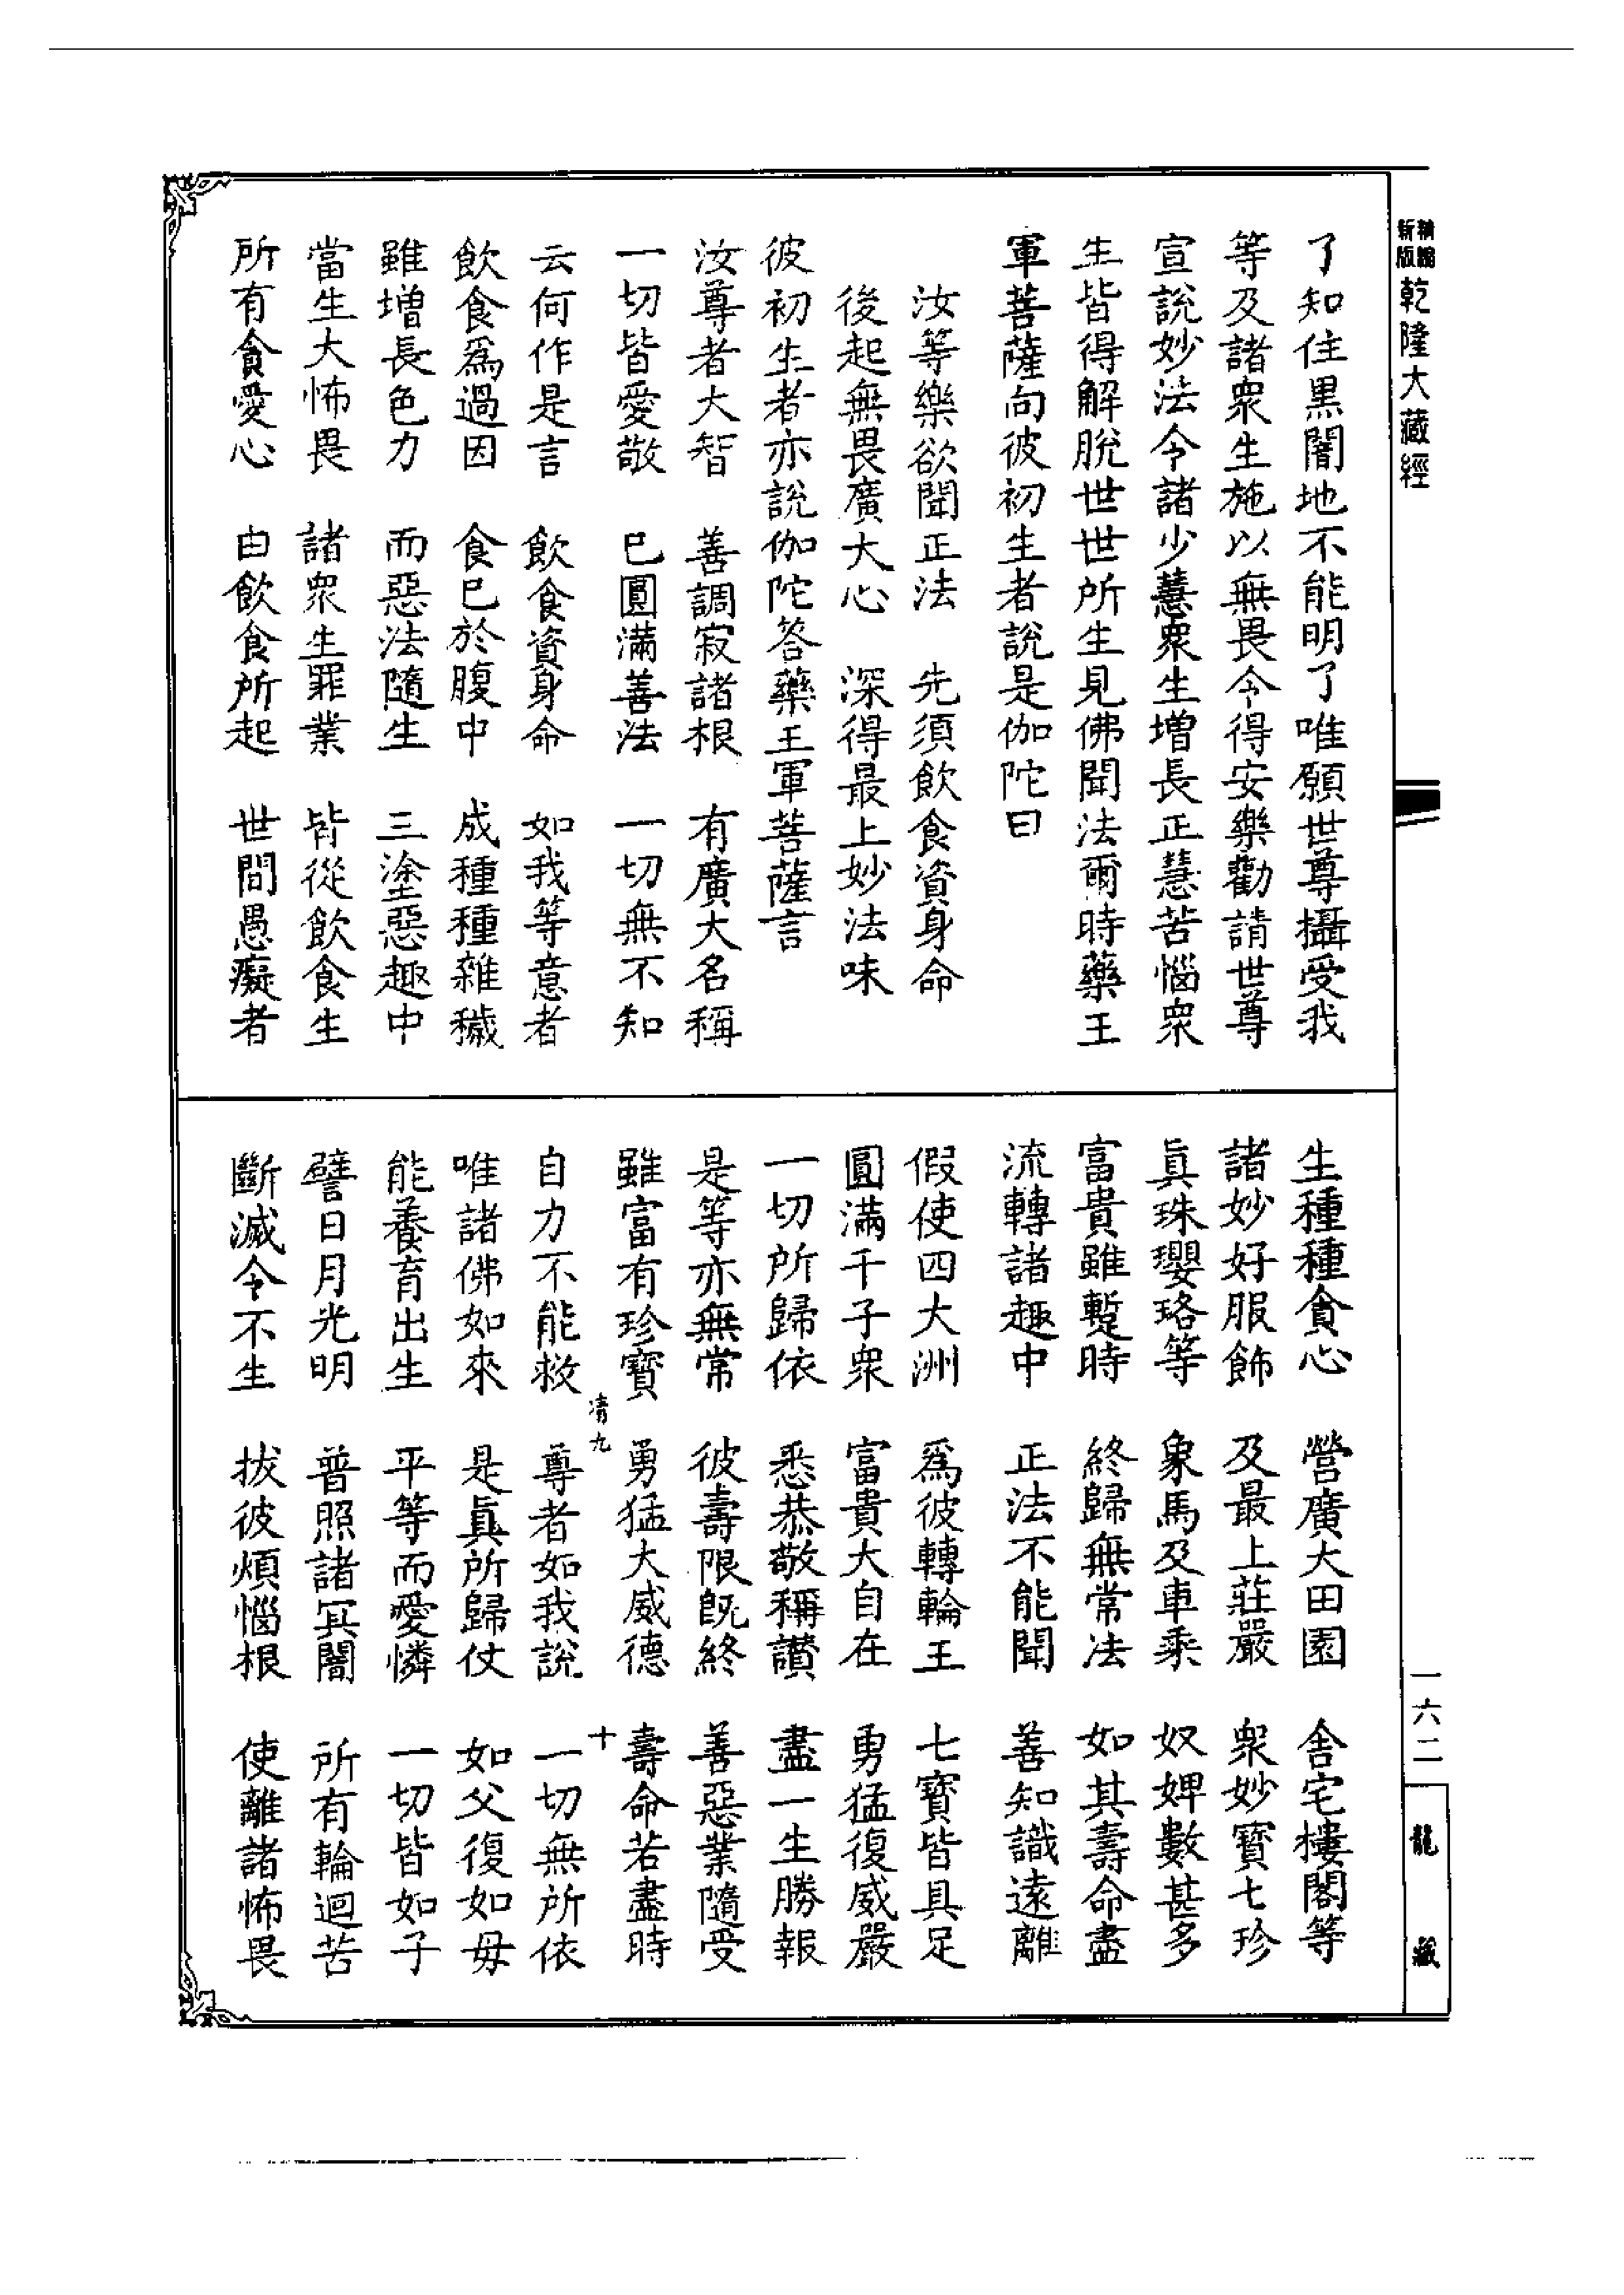 新編
新版
乾隆大藏經
了知住黑闇地不能明了唯願世尊攝受我
等及諸衆生施以無畏令得安樂勸請世尊
宣說妙法令諸少慧衆生增長正慧苦惱衆
生皆得解脫世世所生見佛聞法爾時藥王
軍菩薩向彼初生者說是伽陀曰
汝等樂欲聞正法　先須飲食資身命
後起無畏廣大心　深得最上妙法味
彼初生者亦說伽陀答藥王軍菩薩言
汝尊者大智　善調寂諸根　有廣大名稱
一切皆愛敬　已圓滿善法　一切無不知
云何作是言　飲食資身命　如我等意者
飲食爲過因　食已於腹中　成種種雜穢
雖增長色力　而惡法隨生　三塗惡趣中
當生大怖畏　諸衆生罪業　皆從飲食生
所有貪愛心　由飲食所起　世間愚癡者
生種種貪心　營廣大田園　舍宅樓閣等
諸妙好服飾　及最上莊嚴　衆妙寶七珍
眞珠瓔珞等　象馬及車乘　奴婢數甚多
富貴雖暫時　終歸無常法　如其壽命盡
流轉諸趣中　正法不能聞　善知識遠離
假使四大洲　爲彼轉輪王　七寶皆具足
圓滿千子衆　富貴大自在　勇猛復威嚴
一切所歸依　悉恭敬稱讚　盡一生勝報
是等亦無常　彼壽限既終　善惡業隨受
雖富有珍寶　勇猛大威德　壽命若盡時
凊九　十
自力不能救　尊者如我說　一切無所依
唯諸佛如來　是眞所歸仗　如父復如母
能養育出生　平等而愛憐　一切皆如子
譬日月光明　普照諸冥闇　所有輪迴苦
斷滅令不生　拔彼煩惱根　使離諸怖畏
一六二
龍藏